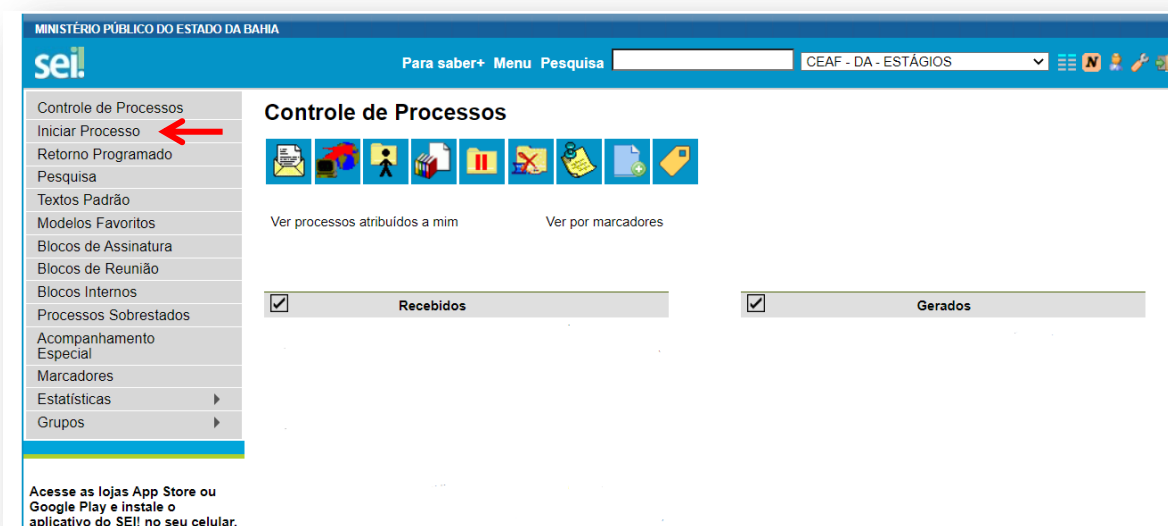 MINISTÉRIO PÚBLICO DO ESTADO DA BAHIA
sei!
Para saber+ Menu Pesquisa
CEAF - DA - ESTÁGIOS
N
Controle de Processos
Iniciar Processo
Retorno Programado
Pesquisa
Textos Padrão
Modelos Favoritos
Blocos de Assinatura
Blocos de Reunião
Blocos Internos
Processos Sobrestados
Acompanhamento
Especial
Marcadores
Estatísticas
Grupos
Acesse as lojas App Store ou
Google Play e instale o
aplicativo do SEI! no seu celular.
Controle de Processos
Ver processos atribuídos a mim
Ver por marcadores
Recebidos
Gerados